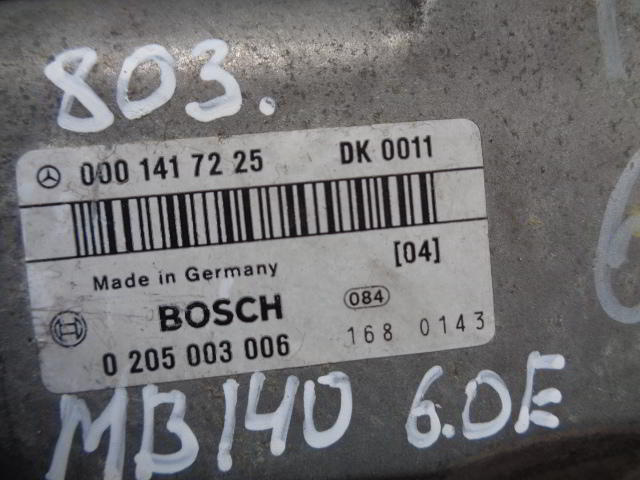 803.
000 141 72 25 DK 0011
Made in Germany [04]
BOSCH 084
0 205 003 006 168 0143
MB140 6.0E